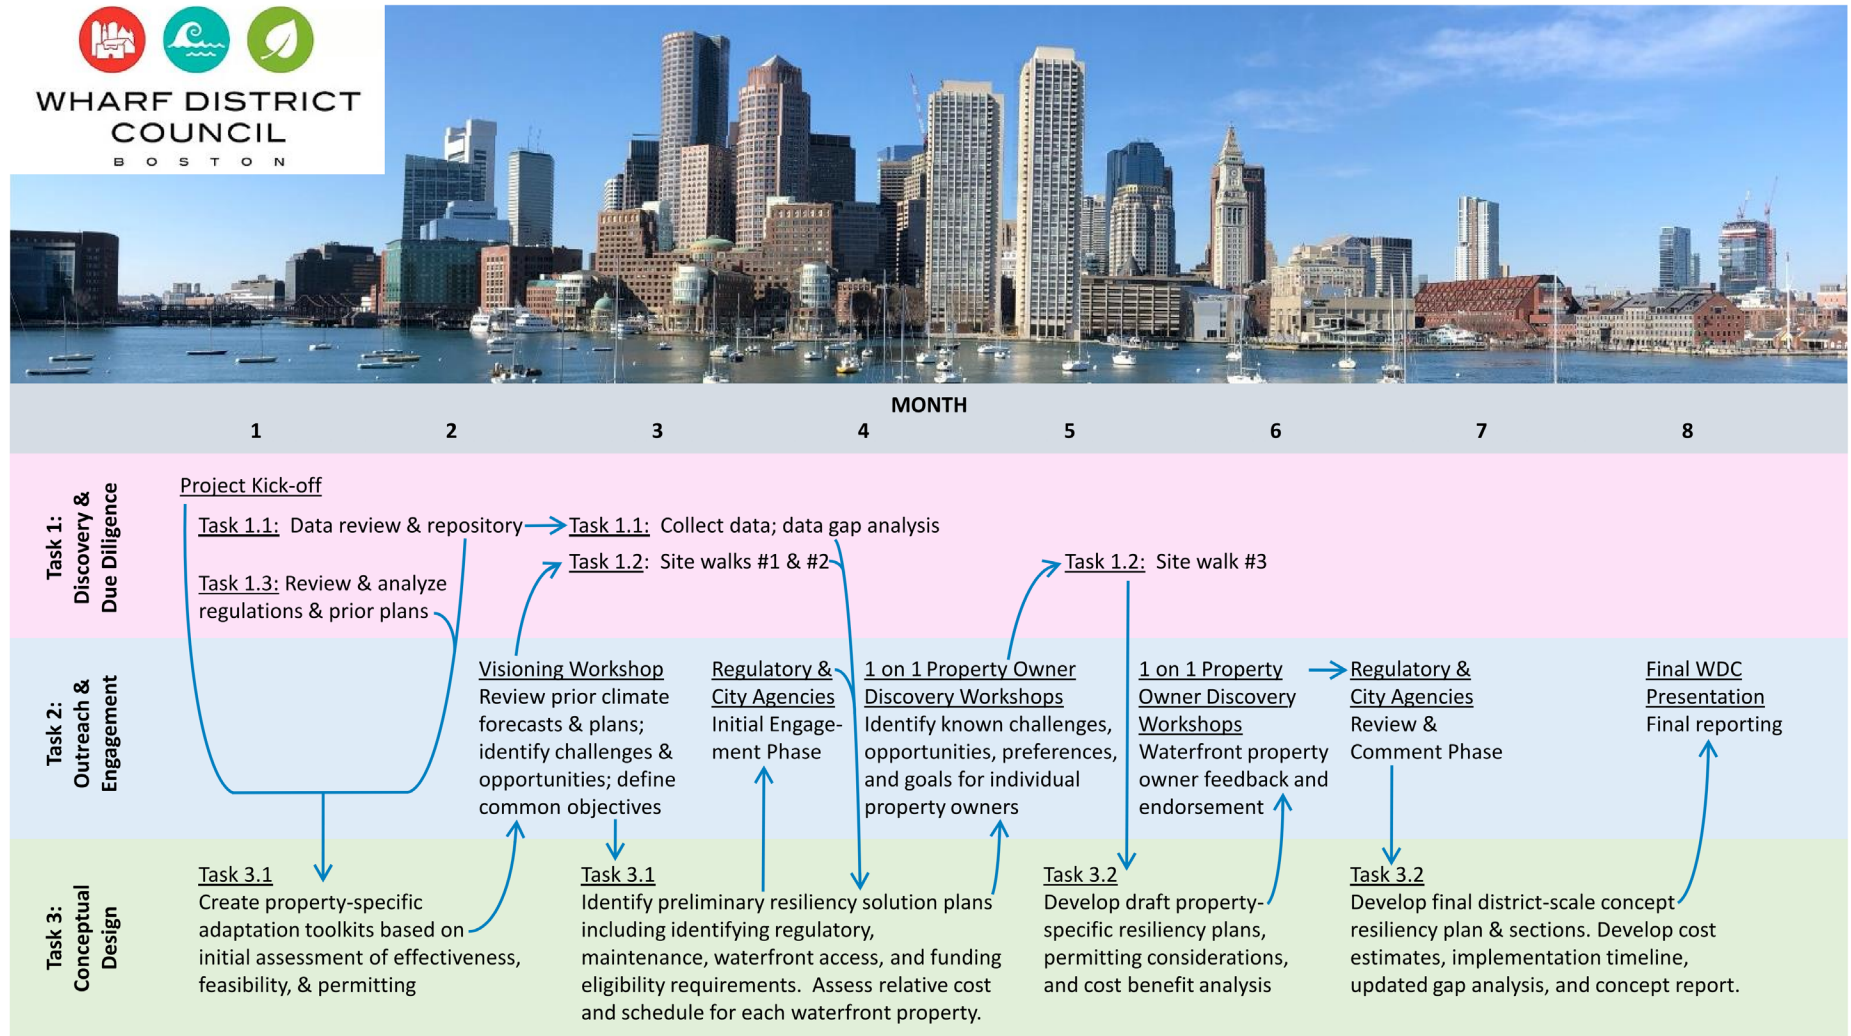 WHARF DISTRICT
COUNCIL
BOSTON
MONTH
1 2 3 4 5 6 7 8
Task 1:
Discovery &
Due Diligence
Project Kick-off
Task 1.1: Data review & repository
Task 1.3: Review & analyze
regulations & prior plans
Task 1.1: Collect data; data gap analysis
Task 1.2: Site walks #1 & #2
Task 1.2: Site walk #3
Task 2:
Outreach &
Engagement
Visioning Workshop
Review prior climate
forecasts & plans;
identify challenges &
opportunities; define
common objectives
Regulatory &
City Agencies
Initial Engage-
ment Phase
1 on 1 Property Owner
Discovery Workshops
Identify known challenges,
opportunities, preferences,
and goals for individual
property owners
1 on 1 Property
Owner Discovery
Workshops
Waterfront property
owner feedback and
endorsement
Regulatory &
City Agencies
Review &
Comment Phase
Final WDC
Presentation
Final reporting
Task 3:
Conceptual
Design
Task 3.1
Create property-specific
adaptation toolkits based on
initial assessment of effectiveness,
feasibility, & permitting
Task 3.1
Identify preliminary resiliency solution plans
including identifying regulatory,
maintenance, waterfront access, and funding
eligibility requirements. Assess relative cost
and schedule for each waterfront property.
Task 3.2
Develop draft property-
specific resiliency plans,
permitting considerations,
and cost benefit analysis
Task 3.2
Develop final district-scale concept
resiliency plan & sections. Develop cost
estimates, implementation timeline,
updated gap analysis, and concept report.